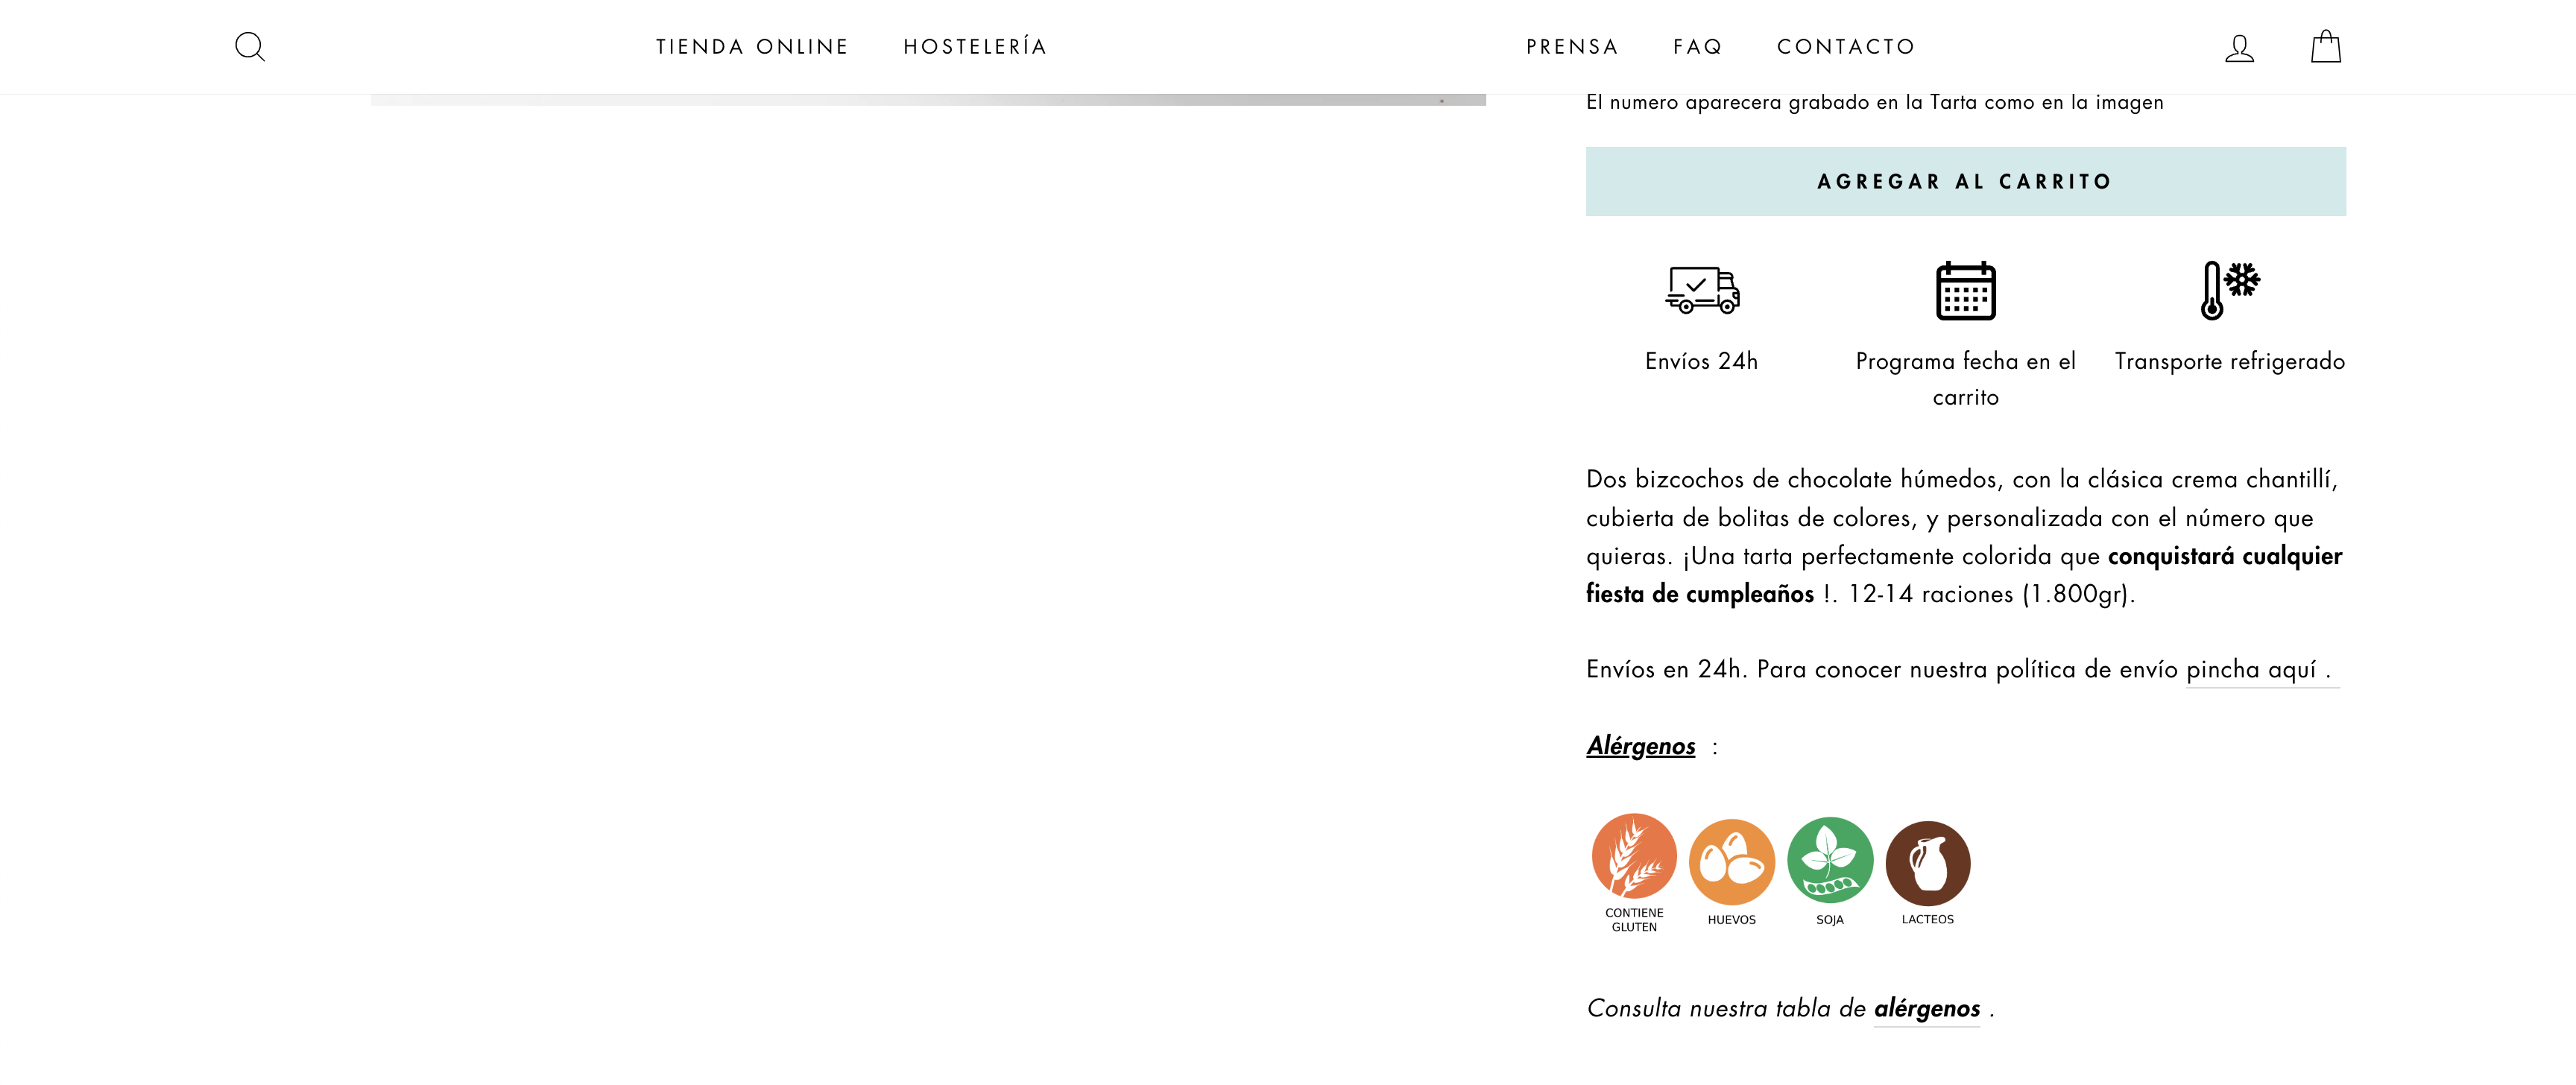 TIENDA ONLINE HOSTELERÍA PRENSA FAQ CONTACTO
El numero aparecera grabado en la Tarta como en la imagen
AGREGAR AL CARRITO
Envíos 24h
Programa fecha en el
carrito
Transporte refrigerado
Dos bizcochos de chocolate húmedos, con la clásica crema chantillí,
cubierta de bolitas de colores, y personalizada con el número que
quieras. ¡Una tarta perfectamente colorida que conquistará cualquier
fiesta de cumpleaños !. 12-14 raciones (1.800gr).
Envíos en 24h. Para conocer nuestra política de envío pincha aquí .
Alérgenos :
CONTIENE
GLUTEN
HUEVOS
SOJA
LACTEOS
Consulta nuestra tabla de alérgenos .